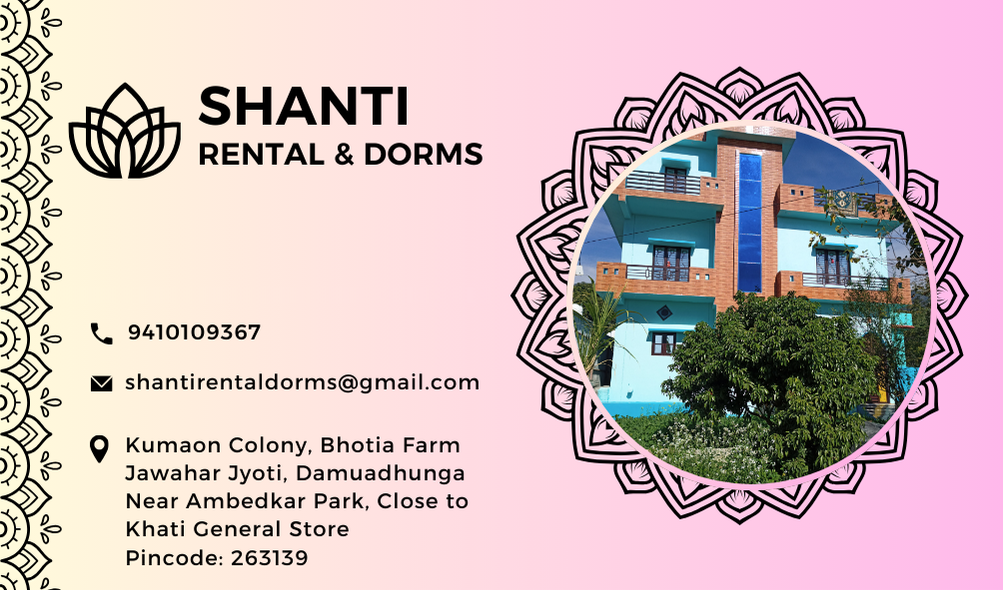 SHANTI
RENTAL & DORMS
9410109367
shantirentaldorms@gmail.com
Kumaon Colony, Bhotia Farm
Jawahar Jyoti, Damuadhunga
Near Ambedkar Park, Close to
Khati General Store
Pincode: 263139